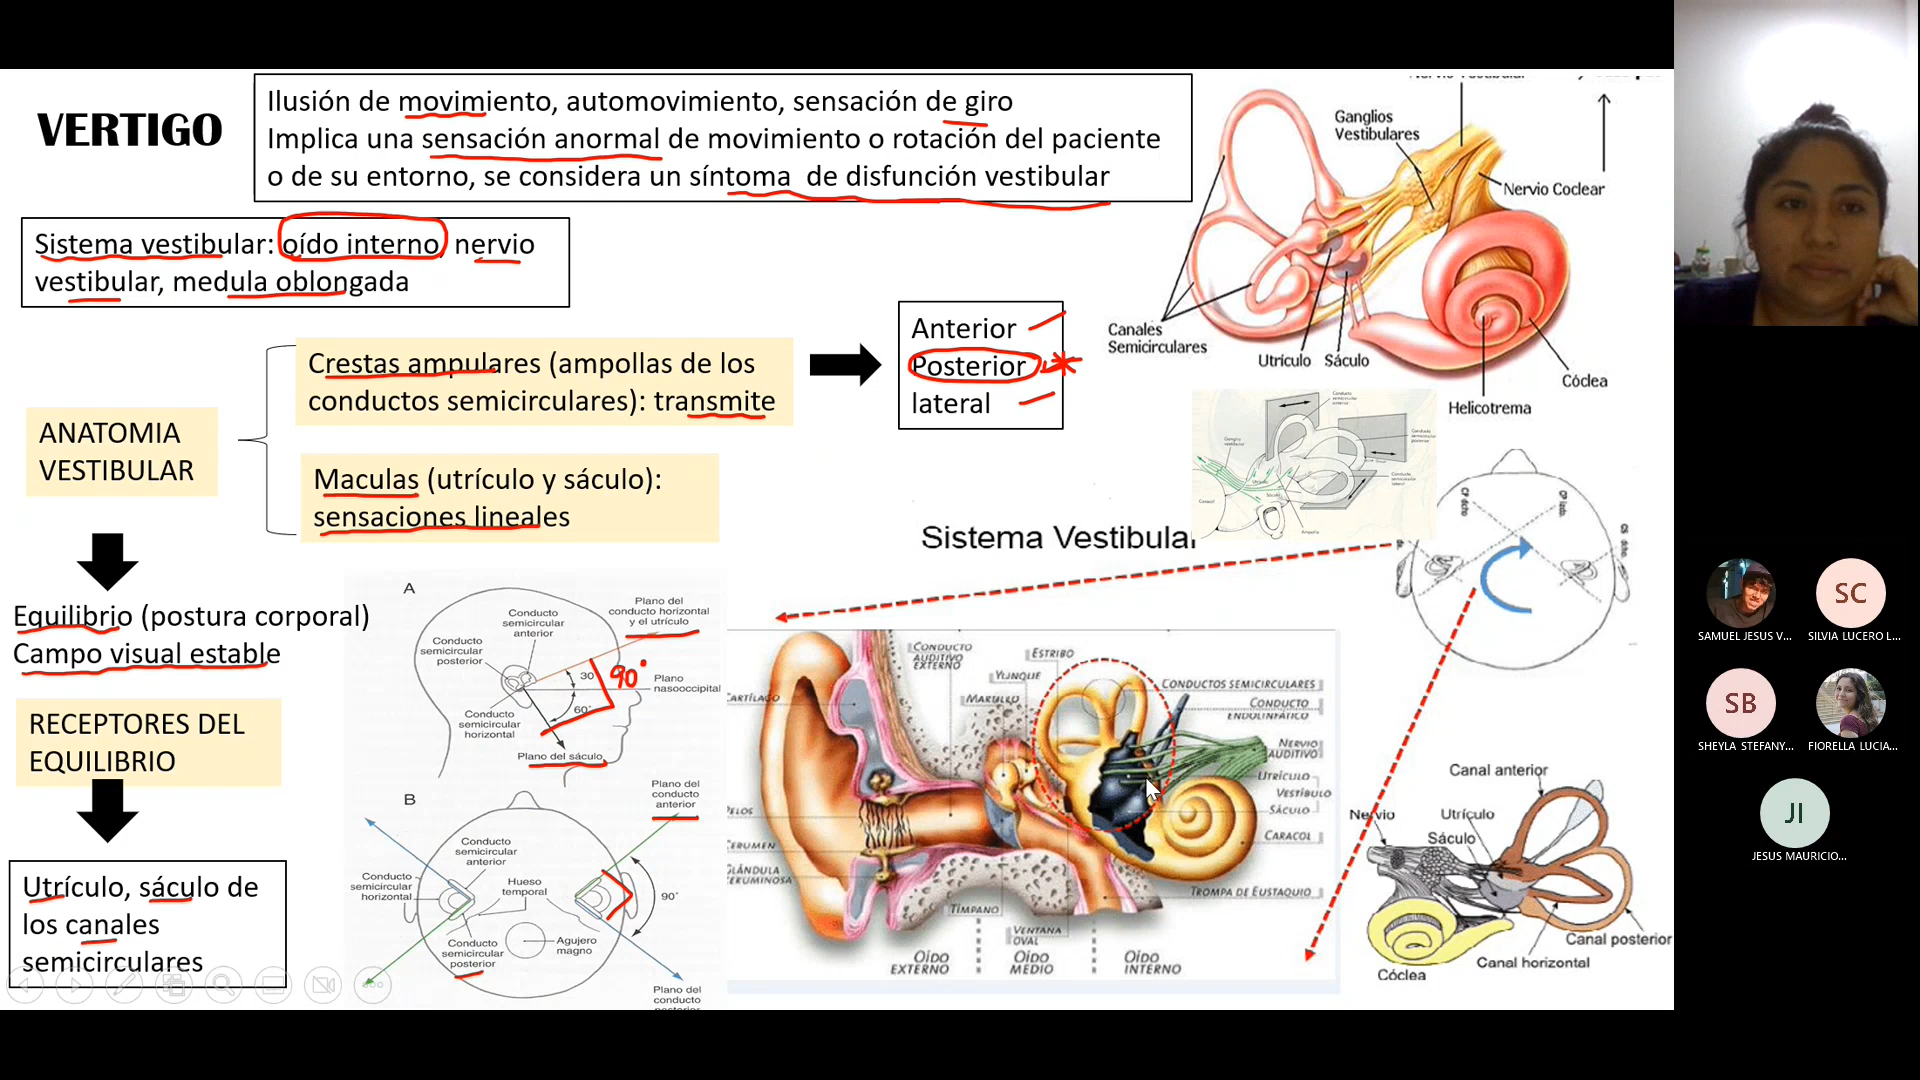 VERTIGO
Ilusión de movimiento, automovimiento, sensación de giro
Implica una sensación anormal de movimiento o rotación del paciente
o de su entorno, se considera un síntoma de disfunción vestibular
Sistema vestibular: oído interno, nervio
vestibular, medula oblongada
ANATOMIA
VESTIBULAR
Crestas ampulares (ampollas de los
conductos semicirculares): transmite
Maculas (utrículo y sáculo):
sensaciones lineales
Anterior
Posterior
lateral
Equilibrio (postura corporal)
Campo visual estable
RECEPTORES DEL
EQUILIBRIO
Utrículo, sáculo de
los canales
semicirculares
A
Conducto
semicircular
anterior
Plano del
conducto horizontal
y el utrículo
Conducto
semicircular
posterior
30
90°
Plano
nasooccipital
60°
Conducto
semicircular
horizontal
Plano del sáculo
B
Plano del
conducto
anterior
Conducto
semicircular
anterior
Conducto
semicircular
horizontal
Hueso
temporal
90°
Conducto
semicircular
posterior
Agujero
magno
Plano del
conducto
Ganglios
Vestibulares
Nervio Coclear
Canales
Semicirculares
Utrículo
Sáculo
Cóclea
Helicotrema
Sistema Vestibular
CONDUCTO
AUDITIVO
EXTERNO
ESTRIBO
YUNQUE
MARTILLO
CONDUCTOS SEMICIRCULARES
CONDUCTO
ENDOLINFÁTICO
NERVIO
AUDITIVO
UTRÍCULO
VESTÍBULO
SÁCULO
CARACOL
TROMPA DE EUSTAQUIO
TÍMPANO
VENTANA
OVAL
OÍDO
EXTERNO
OÍDO
MEDIO
OÍDO
INTERNO
Canal anterior
Nervio
Utrículo
Sáculo
Canal posterior
Canal horizontal
Cóclea
SAMUEL JESUS V...
SC
SILVIA LUCERO L...
SB
SHEYLA STEFANY...
FIORELLA LUCIA...
JI
JESUS MAURICIO...